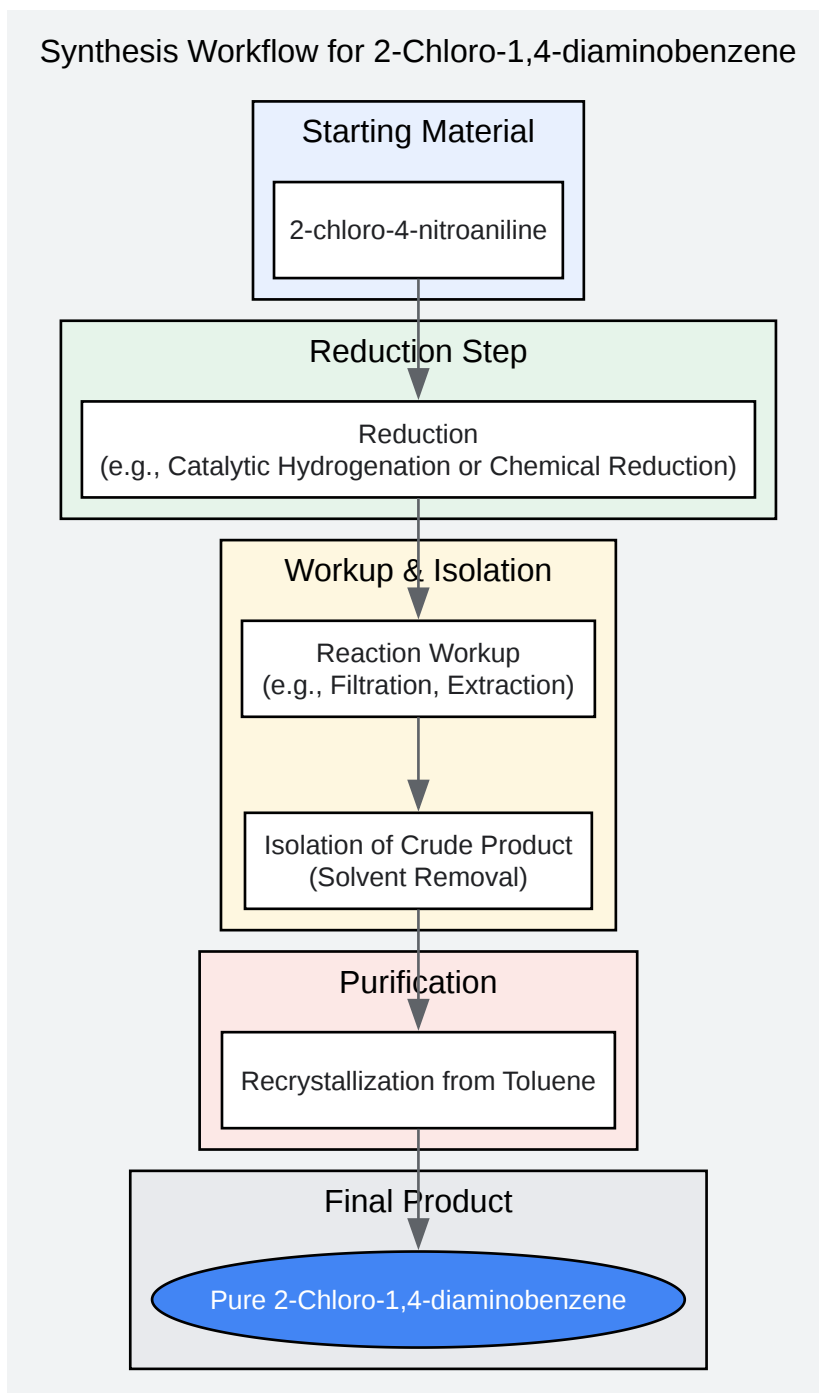 Synthesis Workflow for 2-Chloro-1,4-diaminobenzene
Starting Material
2-chloro-4-nitroaniline
Reduction Step
Reduction
(e.g., Catalytic Hydrogenation or Chemical Reduction)
Workup & Isolation
Reaction Workup
(e.g., Filtration, Extraction)
Isolation of Crude Product
(Solvent Removal)
Purification
Recrystallization from Toluene
Final Product
Pure 2-Chloro-1,4-diaminobenzene